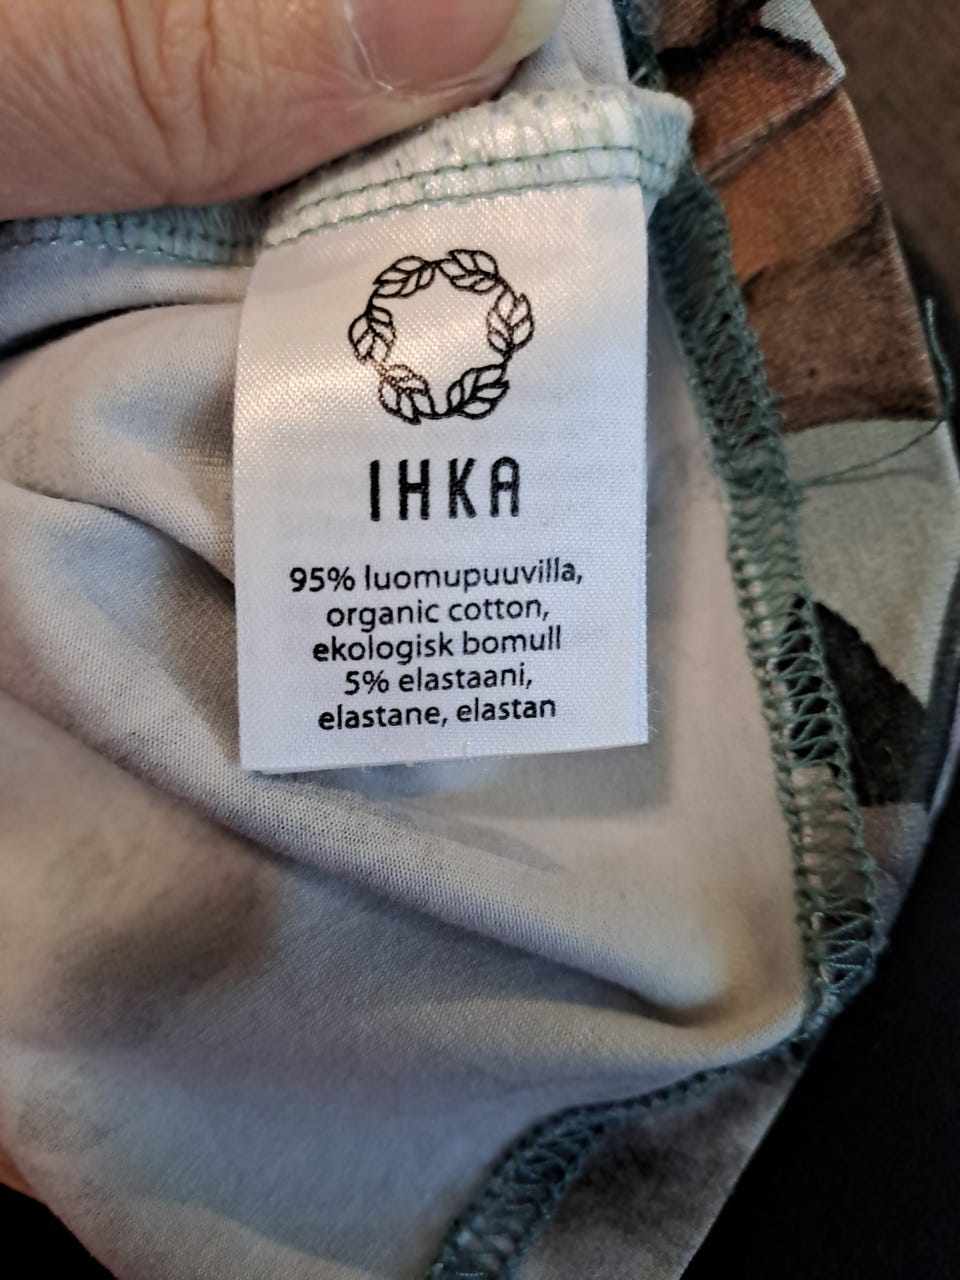 IHKA
95% luomupuuvilla,
organic cotton,
ekologisk bomull
5% elastaani,
elastane, elastan